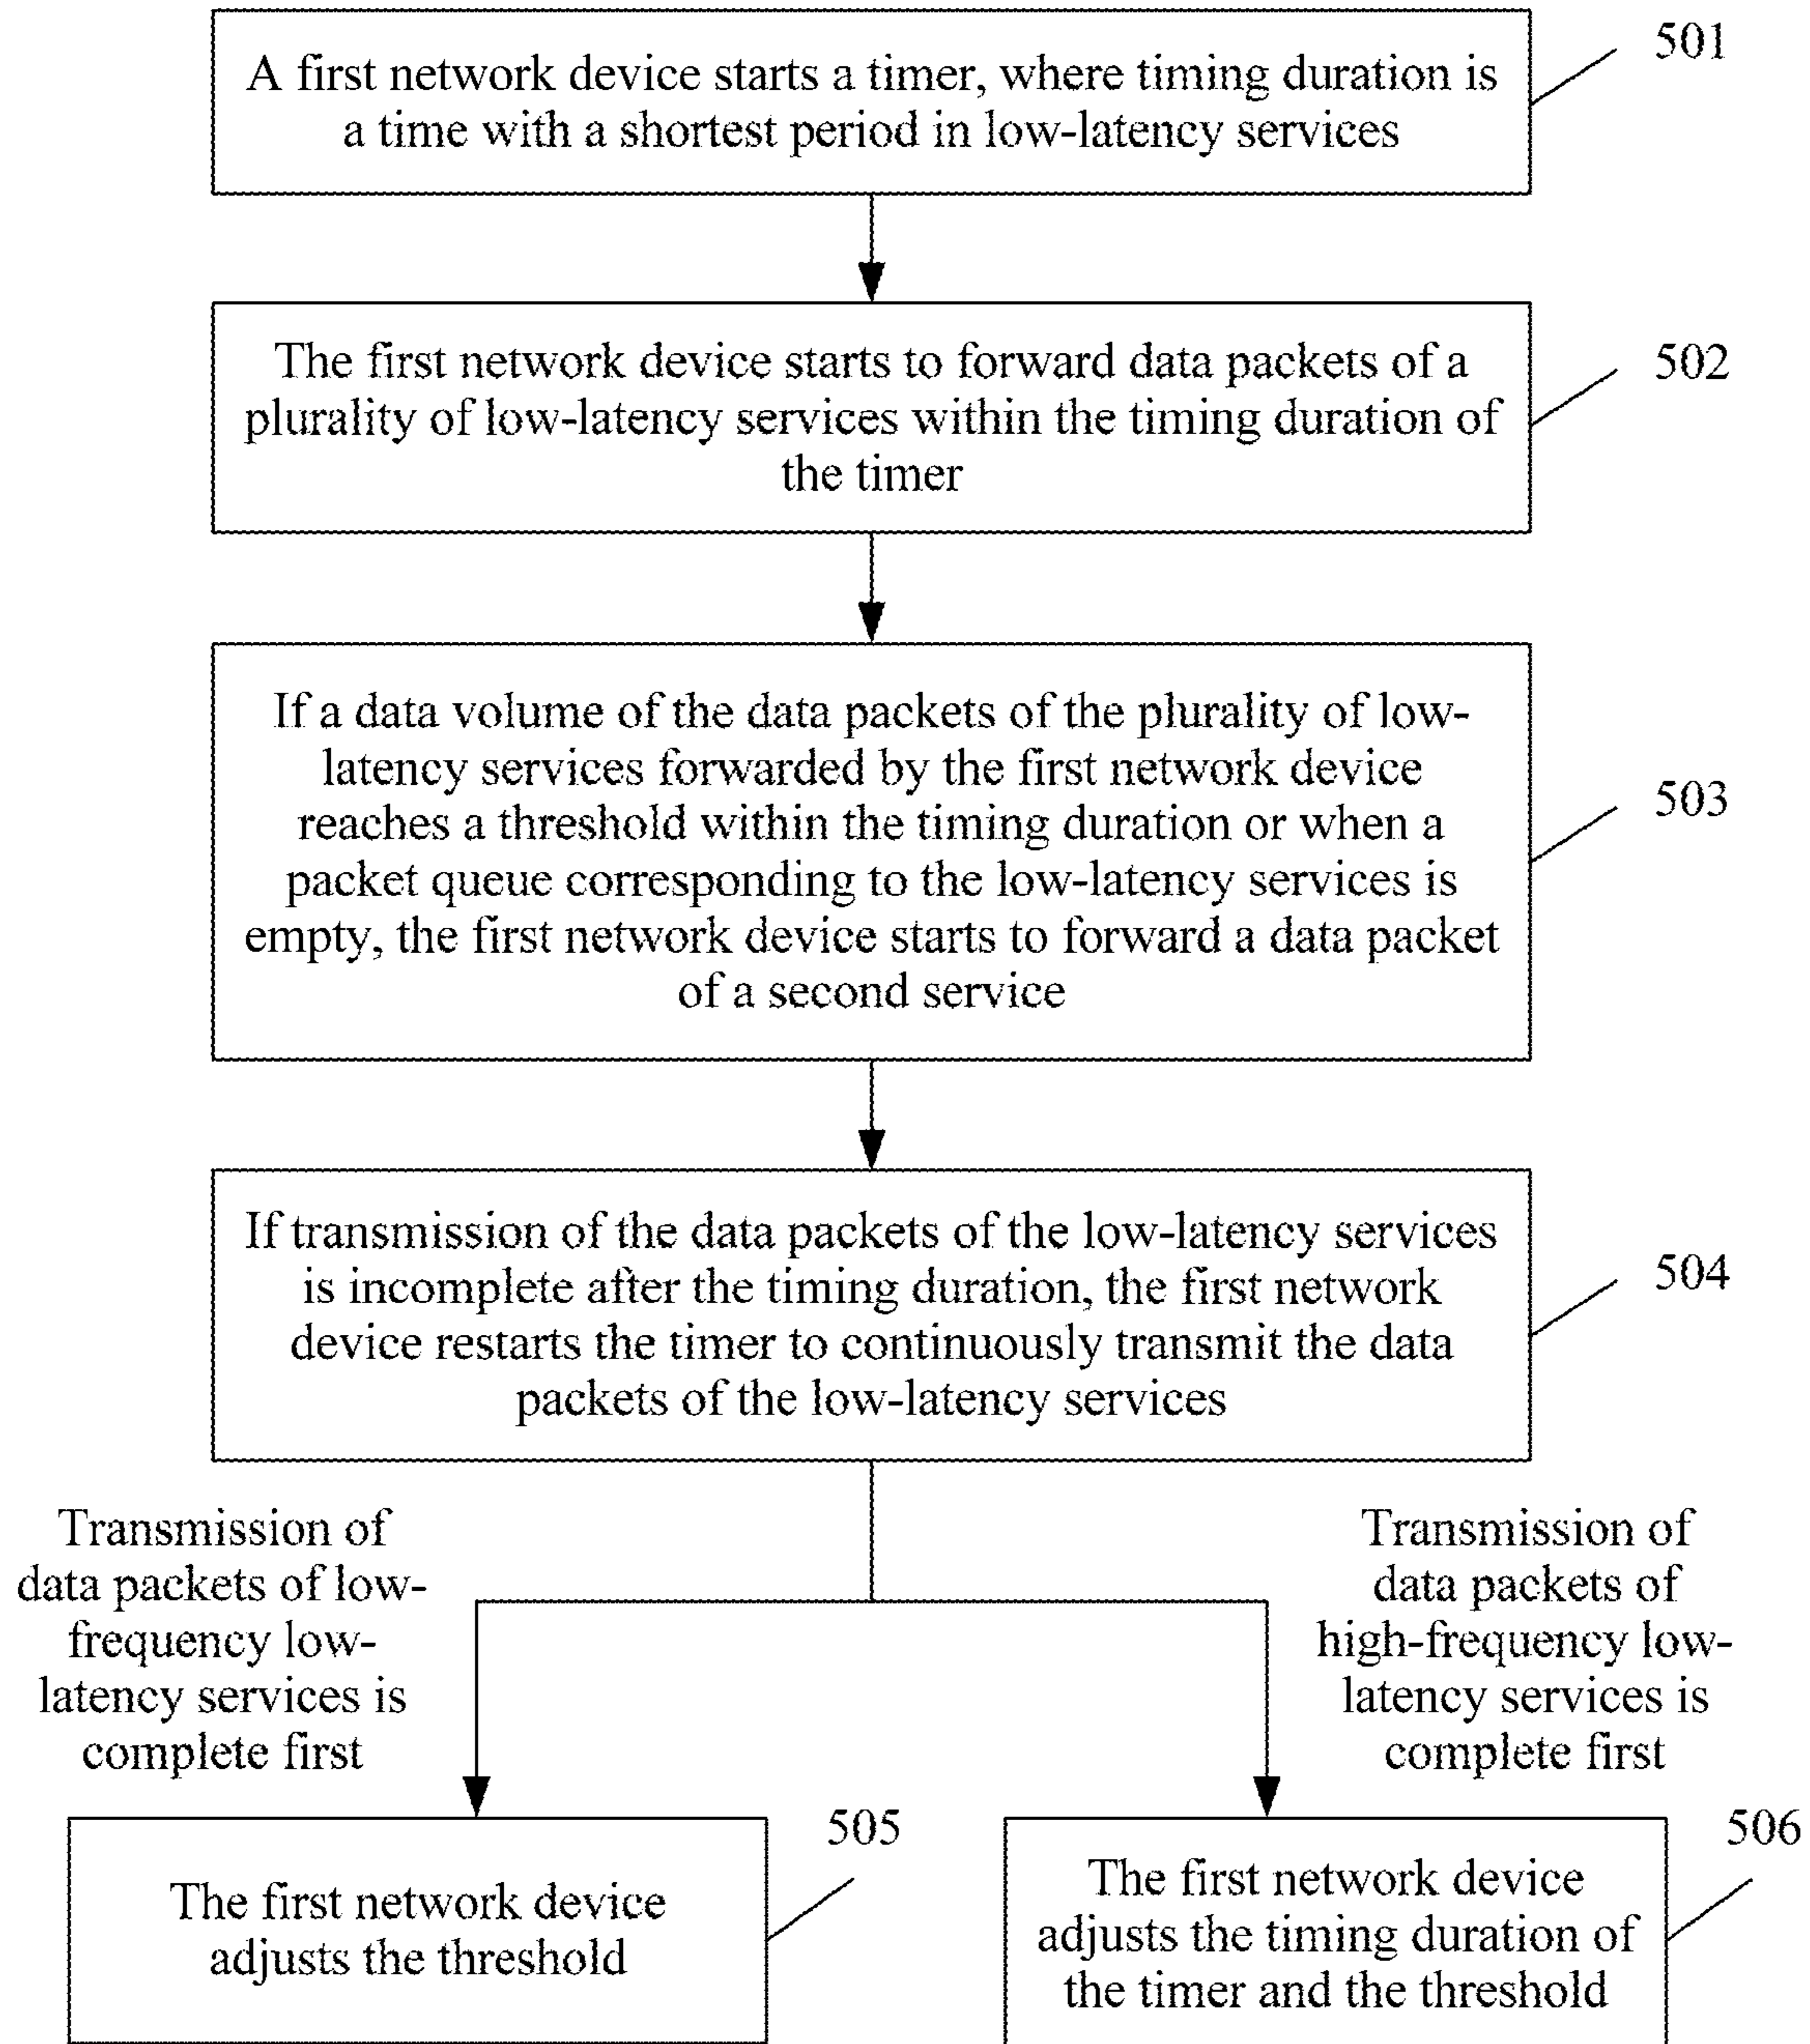 A first network device starts a timer, where timing duration is
a time with a shortest period in low-latency services
501
The first network device starts to forward data packets of a
plurality of low-latency services within the timing duration of
the timer
502
If a data volume of the data packets of the plurality of low-
latency services forwarded by the first network device
reaches a threshold within the timing duration or when a
packet queue corresponding to the low-latency services is
empty, the first network device starts to forward a data packet
of a second service
503
If transmission of the data packets of the low-latency services
is incomplete after the timing duration, the first network
device restarts the timer to continuously transmit the data
packets of the low-latency services
504
Transmission of
data packets of low-
frequency low-
latency services is
complete first
Transmission of
data packets of
high-frequency low-
latency services is
complete first
The first network device
adjusts the threshold
505
The first network device
adjusts the timing duration of
the timer and the threshold
506